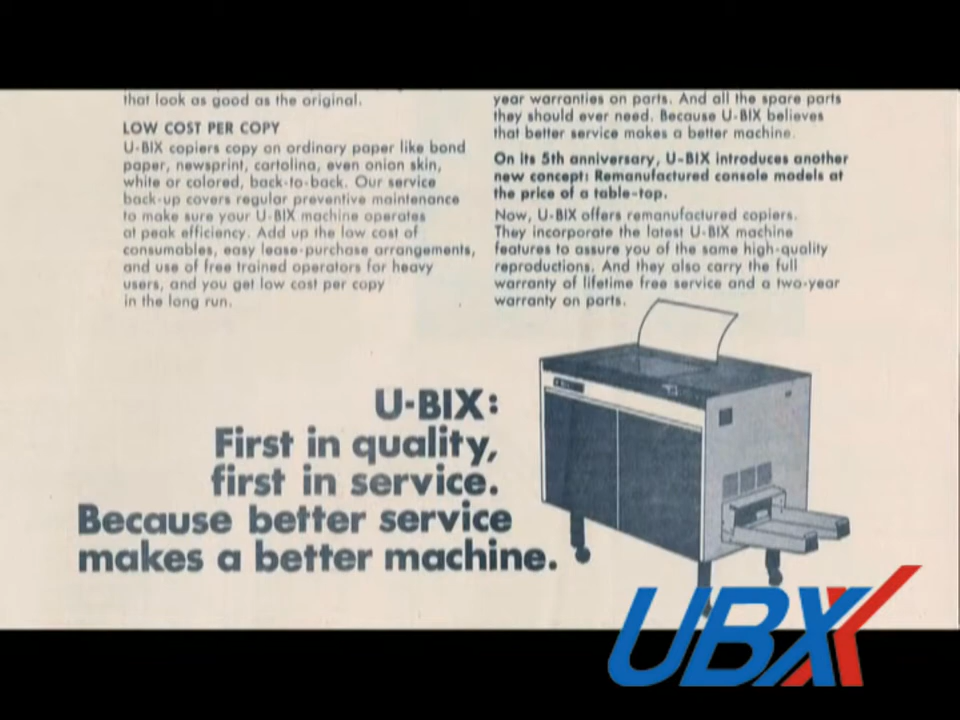 that look as good as the original.
LOW COST PER COPY
U-BIX copiers copy on ordinary paper like bond
paper, newsprint, cartolina, even onion skin,
white or colored, back-to-back. Our service
back-up covers regular preventive maintenance
to make sure your U-BIX machine operates
at peak efficiency. Add up the low cost of
consumables, easy lease-purchase arrangements,
and use of free trained operators for heavy
users, and you get low cost per copy
in the long run.
year warranties on parts. And all the spare parts
they should ever need. Because U-BIX believes
that better service makes a better machine.
On its 5th anniversary, U-BIX introduces another
new concept: Remanufactured console models at
the price of a table-top.
Now, U-BIX offers remanufactured copiers.
They incorporate the latest U-BIX machine
features to assure you of the same high-quality
reproductions. And they also carry the full
warranty of lifetime free service and a two-year
warranty on parts.
U-BIX:
First in quality,
first in service.
Because better service
makes a better machine.
UBX